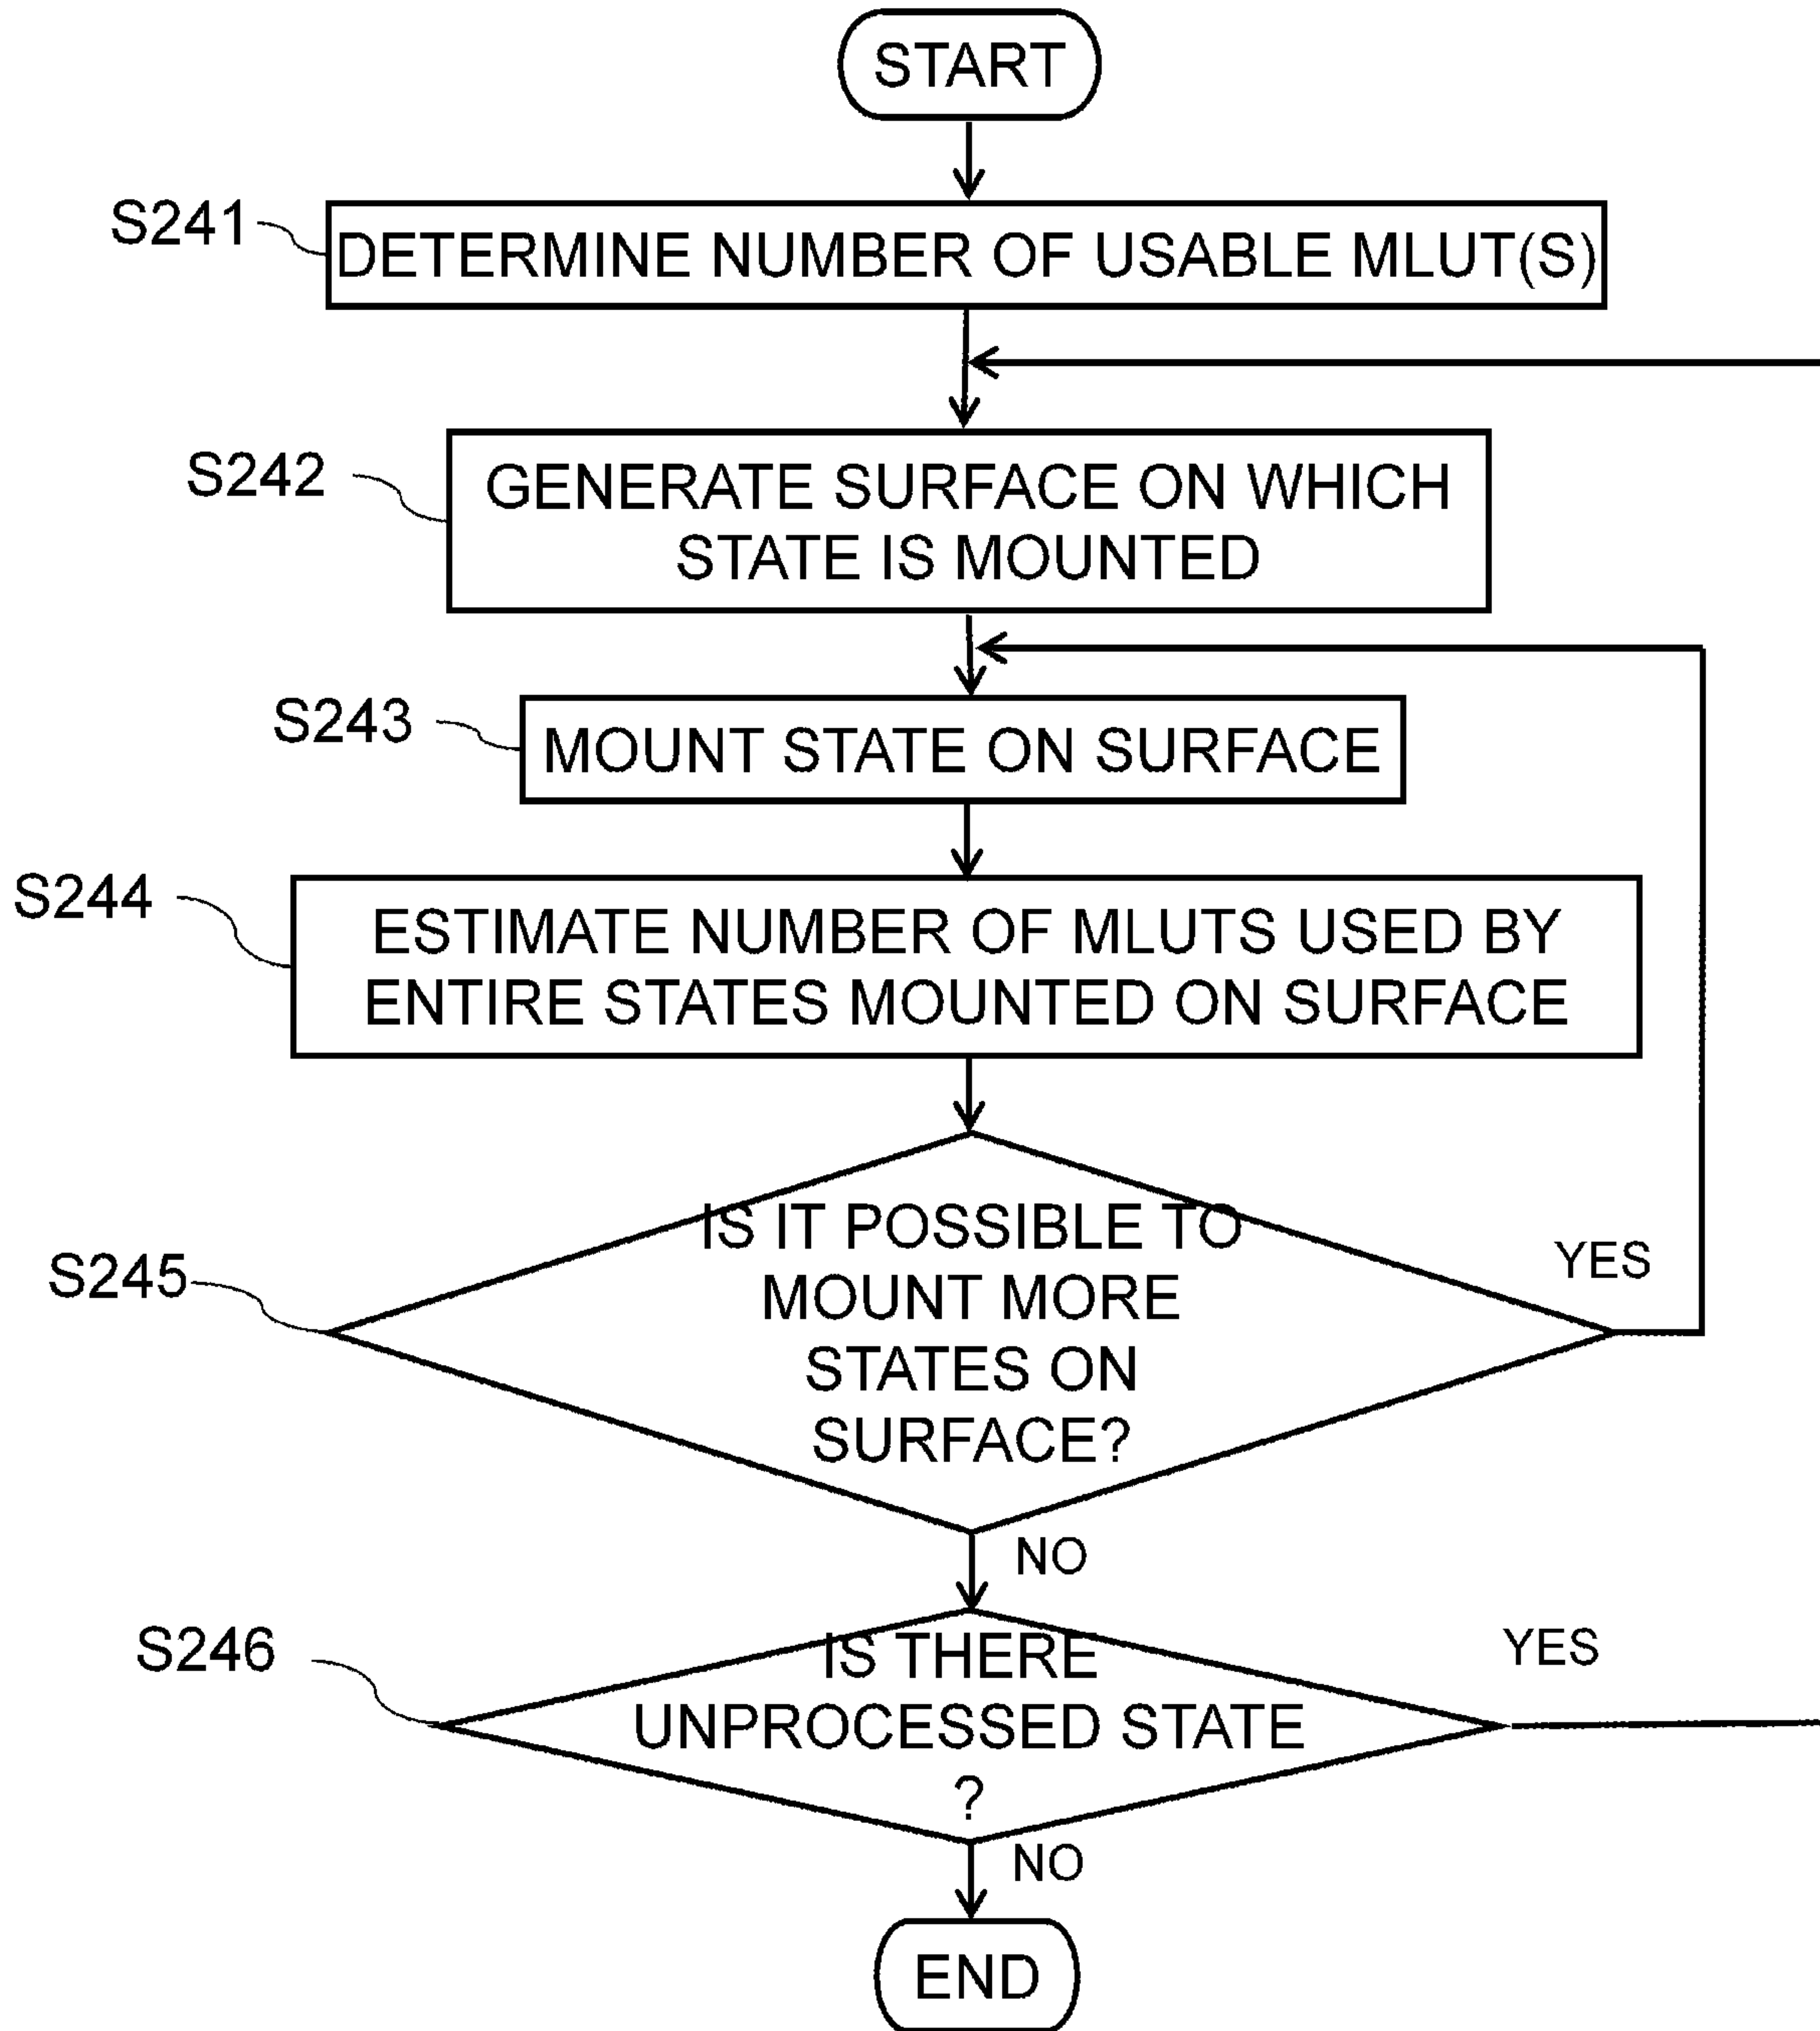 START
S241
DETERMINE NUMBER OF USABLE MLUT(S)
S242
GENERATE SURFACE ON WHICH
STATE IS MOUNTED
S243
MOUNT STATE ON SURFACE
S244
ESTIMATE NUMBER OF MLUTS USED BY
ENTIRE STATES MOUNTED ON SURFACE
S245
IS IT POSSIBLE TO
MOUNT MORE
STATES ON
SURFACE?
YES
NO
S246
IS THERE
UNPROCESSED STATE
?
YES
NO
END